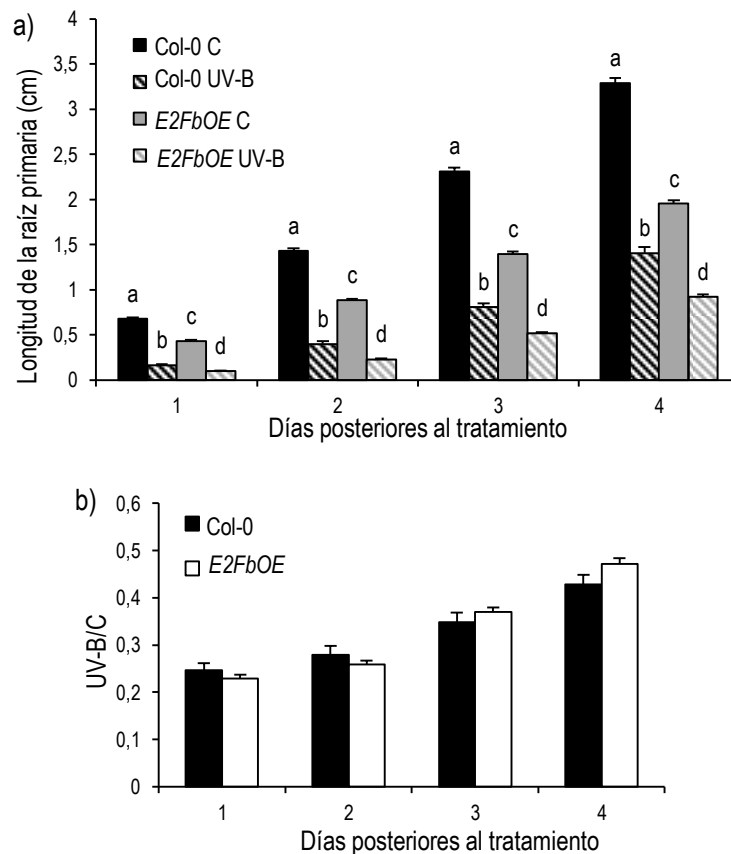 a)
Longitud de la raíz primaria (cm)
4
3,5
3
2,5
2
1,5
1
0,5
0
Col-0 C
Col-0 UV-B
E2FbOE C
E2FbOE UV-B
a b c d
a b c d
a b c d
a b c d
1 2 3 4
Días posteriores al tratamiento
b)
UV-B/C
0,6
0,5
0,4
0,3
0,2
0,1
0
Col-0
E2FbOE
1 2 3 4
Días posteriores al tratamiento